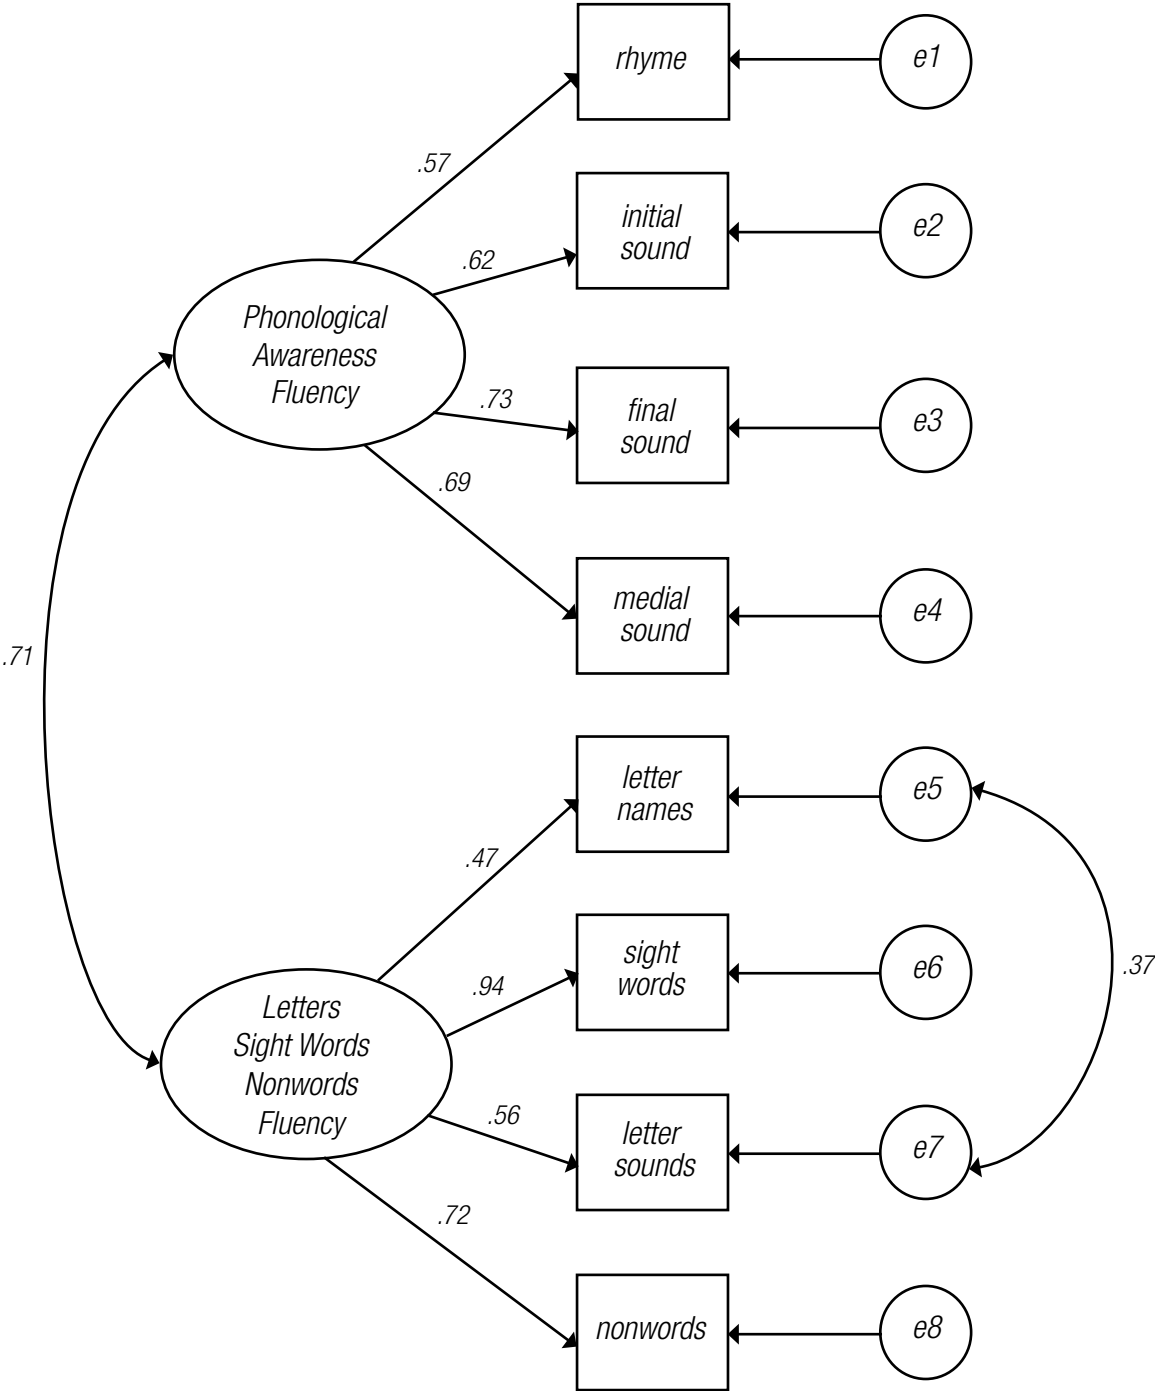 rhyme
e1
.57
initial
sound
e2
.62
Phonological
Awareness
Fluency
.73
final
sound
e3
.69
medial
sound
e4
.71
letter
names
e5
.47
sight
words
e6
.37
.94
Letters
Sight Words
Nonwords
Fluency
.56
letter
sounds
e7
.72
nonwords
e8